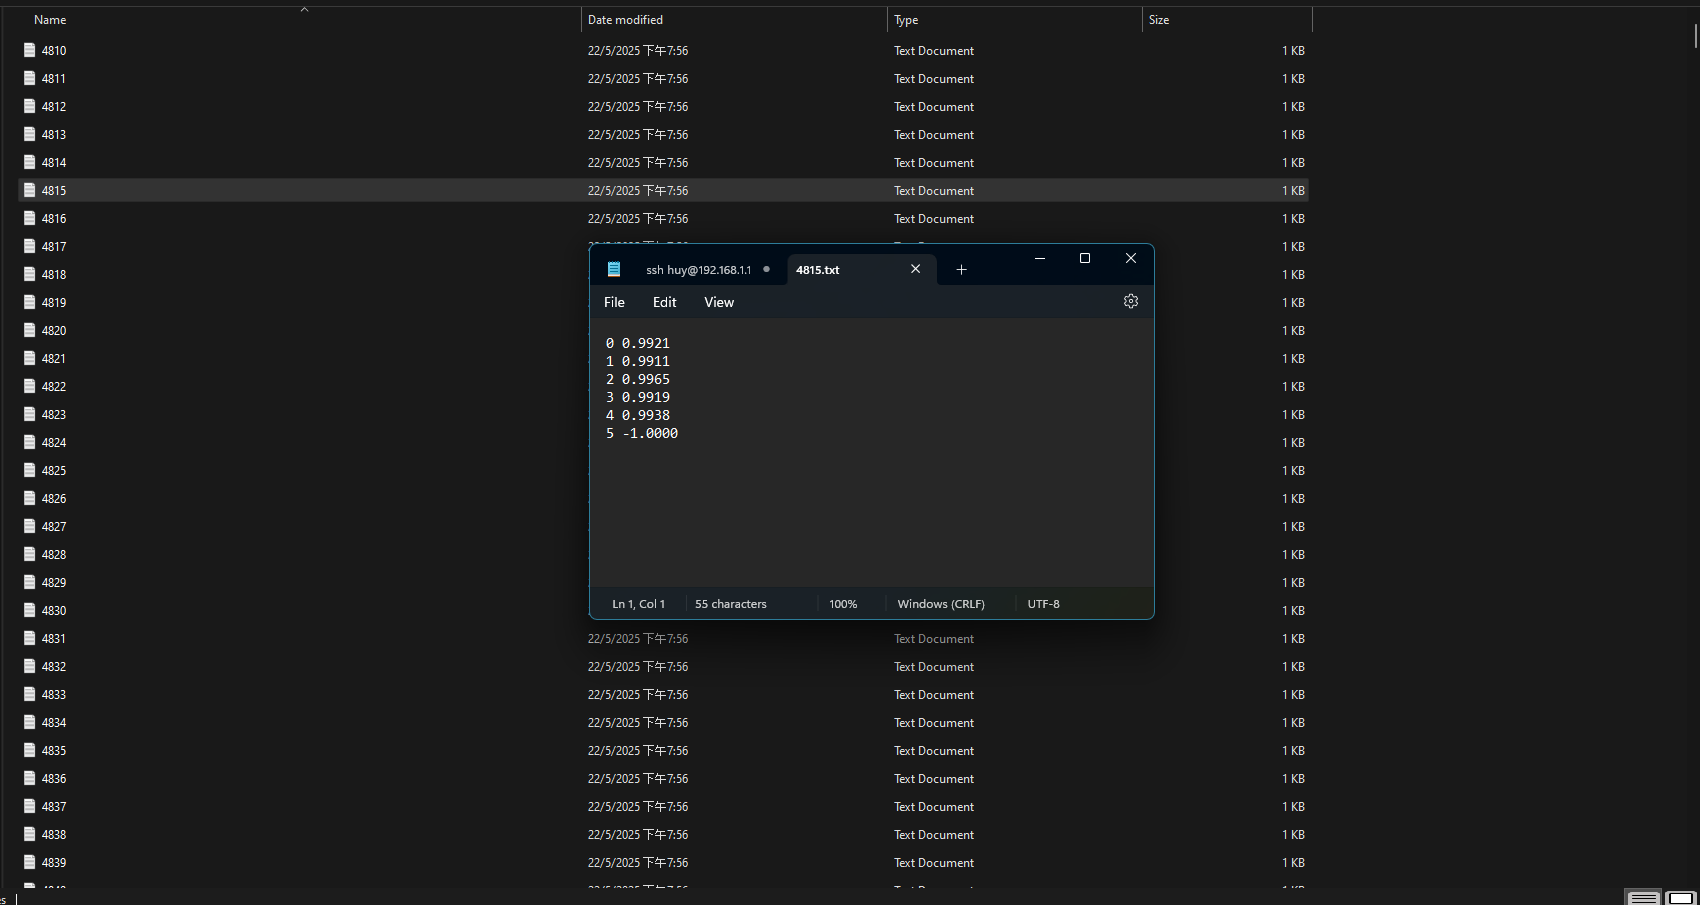 Name Date modified Type Size
4810 22/5/2025 下午7:56 Text Document 1 KB
4811 22/5/2025 下午7:56 Text Document 1 KB
4812 22/5/2025 下午7:56 Text Document 1 KB
4813 22/5/2025 下午7:56 Text Document 1 KB
4814 22/5/2025 下午7:56 Text Document 1 KB
4815 22/5/2025 下午7:56 Text Document 1 KB
4816 22/5/2025 下午7:56 Text Document 1 KB
4817 1 KB
4818 1 KB
4819 1 KB
4820 1 KB
4821 1 KB
4822 1 KB
4823 1 KB
4824 1 KB
4825 1 KB
4826 1 KB
4827 1 KB
4828 1 KB
4829 1 KB
4830 1 KB
4831 22/5/2025 下午7:56 Text Document 1 KB
4832 22/5/2025 下午7:56 Text Document 1 KB
4833 22/5/2025 下午7:56 Text Document 1 KB
4834 22/5/2025 下午7:56 Text Document 1 KB
4835 22/5/2025 下午7:56 Text Document 1 KB
4836 22/5/2025 下午7:56 Text Document 1 KB
4837 22/5/2025 下午7:56 Text Document 1 KB
4838 22/5/2025 下午7:56 Text Document 1 KB
4839 22/5/2025 下午7:56 Text Document 1 KB
ssh huy@192.168.1.1 4815.txt
File Edit View
0 0.9921
1 0.9911
2 0.9965
3 0.9919
4 0.9938
5 -1.0000
Ln 1, Col 1 55 characters 100% Windows (CRLF) UTF-8